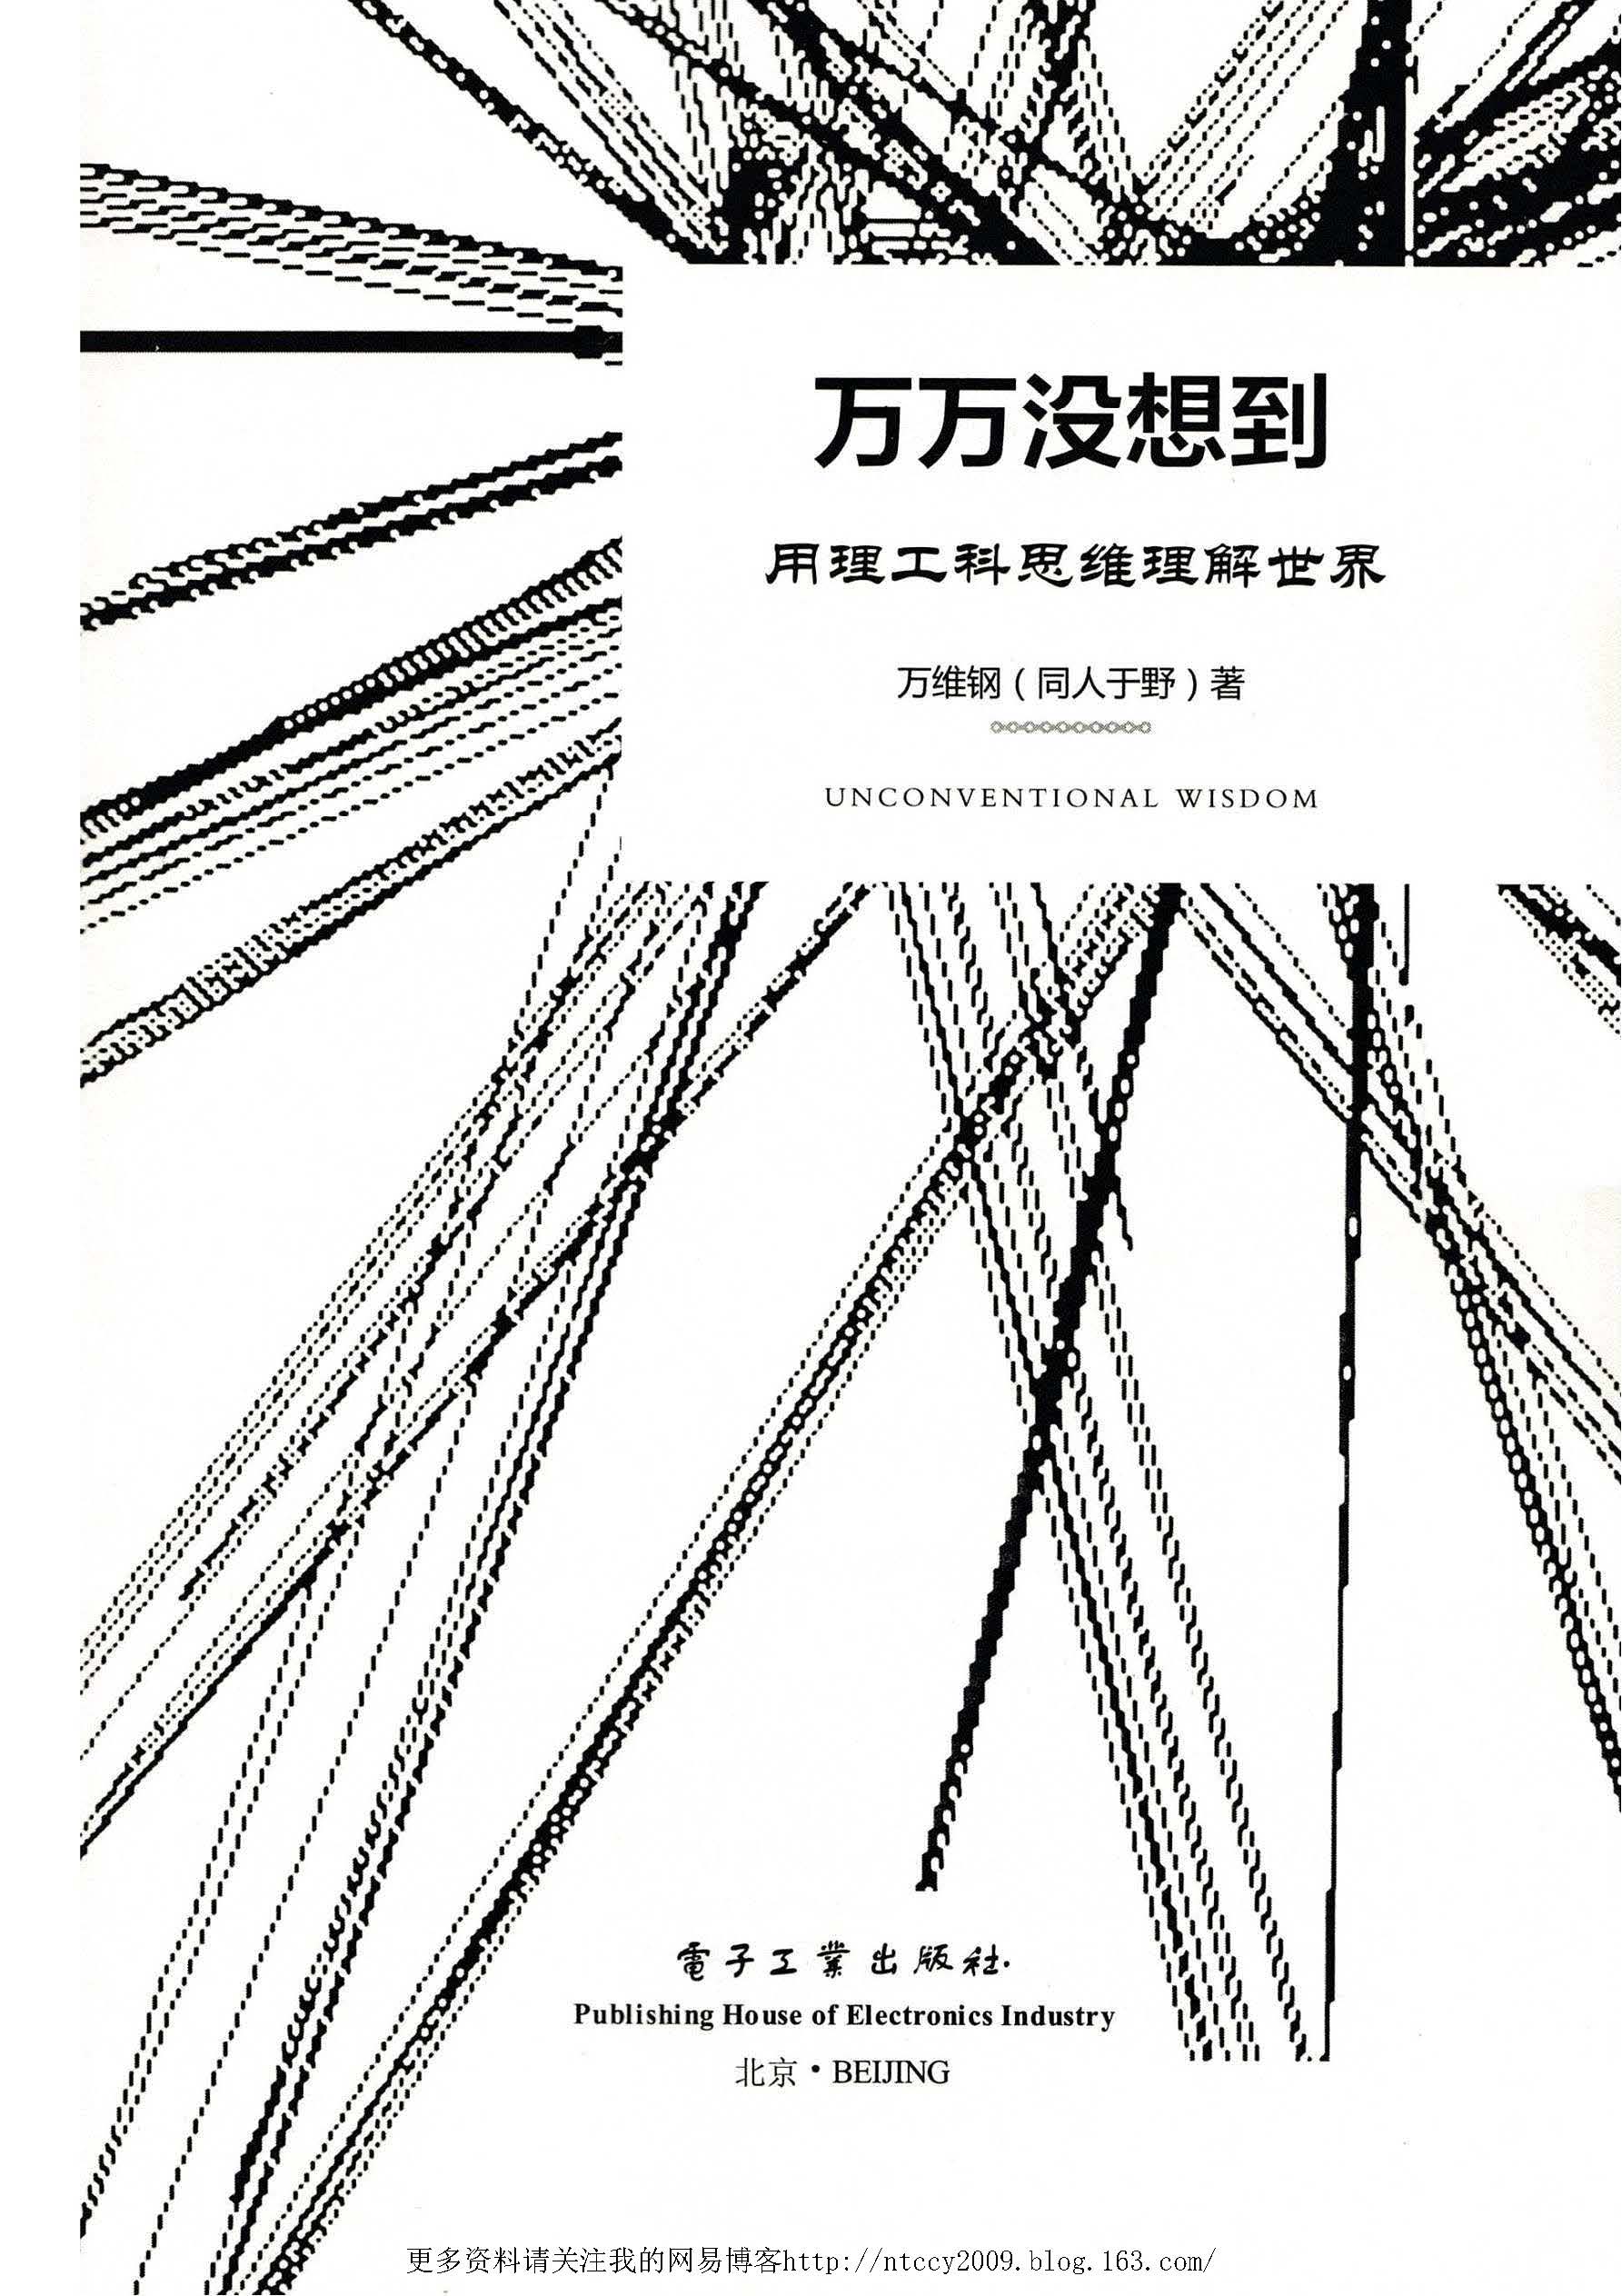 万万没想到
用理工科思维理解世界
万维钢（同人于野）著
UNCONVENTIONAL WISDOM
電子工業出版社.
Publishing House of Electronics Industry
北京·BEIJING
更多资料请关注我的网易博客http://ntccy2009.blog.163.com/